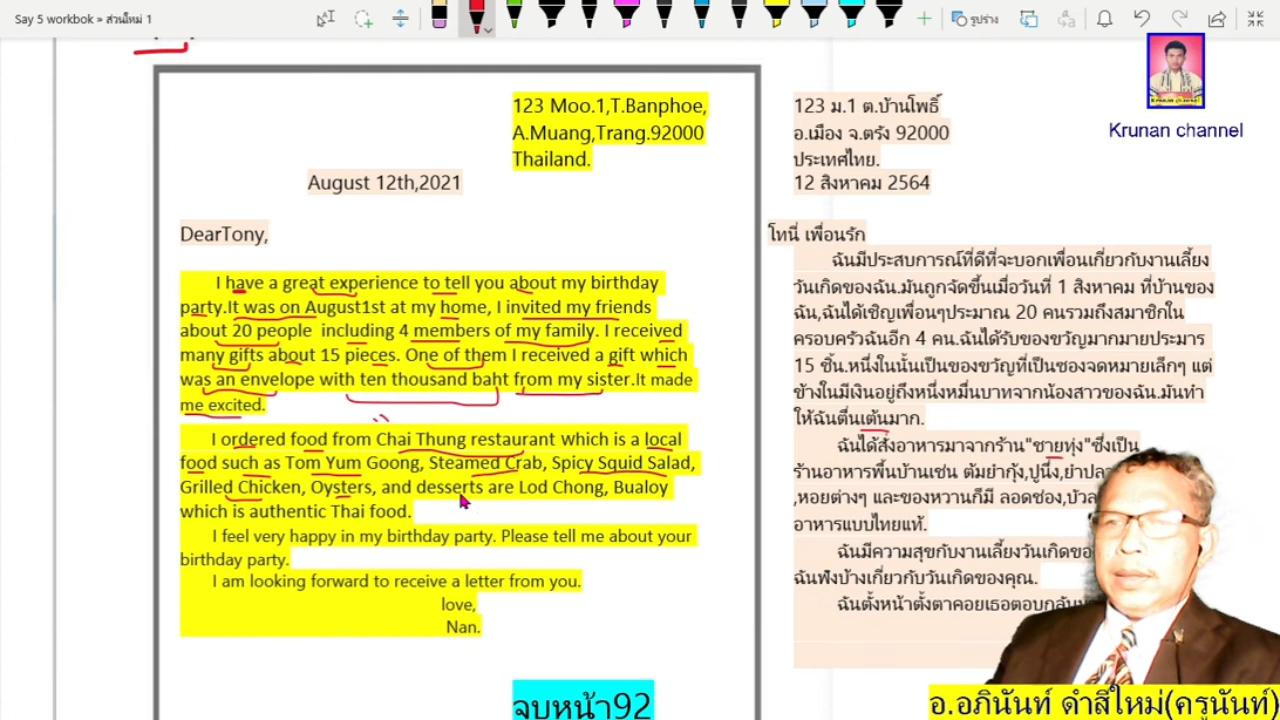 Say 5 workbok » ส่วนใหม่ 1
รูปร่าง
Krunan channel
123 Moo.1,T.Banphoe,
A.Muang,Trang.92000
Thailand.
August 12th,2021
DearTony,
I have a great experience to tell you about my birthday
party.It was on August1st at my home, I invited my friends
about 20 people including 4 members of my family. I received
many gifts about 15 pieces. One of them I received a gift which
was an envelope with ten thousand baht from my sister.It made
me excited.
I ordered food from Chai Thung restaurant which is a local
food such as Tom Yum Goong, Steamed Crab, Spicy Squid Salad,
Grilled Chicken, Oysters, and desserts are Lod Chong, Bualoy
which is authentic Thai food.
I feel very happy in my birthday party. Please tell me about your
birthday party.
I am looking forward to receive a letter from you.
love,
Nan.
จบหน้า92
123 ม.1 ต.บ้านโพธิ์
อ.เมือง จ.ตรัง 92000
ประเทศไทย.
12 สิงหาคม 2564
โทนี่ เพื่อนรัก
ฉันมีประสบการณ์ที่ดีที่จะบอกเพื่อนเกี่ยวกับงานเลี้ยง
วันเกิดของฉัน.มันถูกจัดขึ้นเมื่อวันที่ 1 สิงหาคม ที่บ้านของ
ฉัน,ฉันได้เชิญเพื่อนๆประมาณ 20 คนรวมถึงสมาชิกใน
ครอบครัวฉันอีก 4 คน.ฉันได้รับของขวัญมากมายประมาร
15 ชิ้น.หนึ่งในนั้นเป็นของขวัญที่เป็นซองจดหมายเล็กๆ แต่
ข้างในมีเงินอยู่ถึงหนึ่งหมื่นบาทจากน้องสาวของฉัน.มันทำ
ให้ฉันตื่นเต้นมาก.
ฉันได้สั่งอาหารมาจากร้าน"ชายทุ่ง"ซึ่งเป็น
ร้านอาหารพื้นบ้านเช่น ต้มยำกุ้ง,ปูนึ่ง,ยำปลา
,หอยต่างๆ และของหวานก็มี ลอดช่อง,บัวล
อาหารแบบไทยแท้.
ฉันมีความสุขกับงานเลี้ยงวันเกิดขอ
ฉันฟังบ้างเกี่ยวกับวันเกิดของคุณ.
ฉันตั้งหน้าตั้งตาคอยเธอตอบกลับ
อ.อภินันท์ ดำสีใหม่(ครูนันท์)